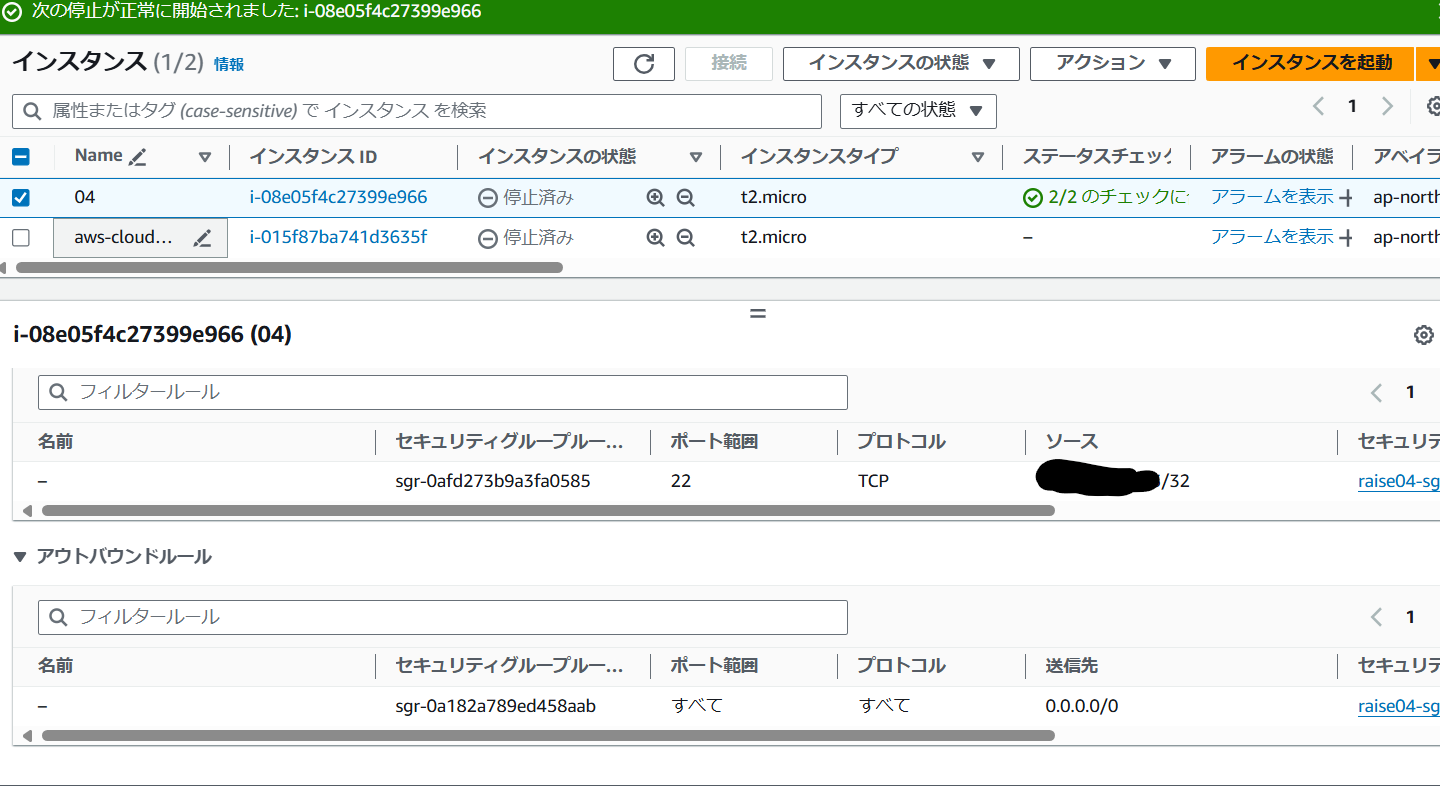 次の停止が正常に開始されました: i-08e05f4c27399e966
インスタンス (1/2) 情報 接続 インスタンスの状態 アクション インスタンスを起動
属性またはタグ (case-sensitive) で インスタンス を検索 すべての状態 1
Name インスタンス ID インスタンスの状態 インスタンスタイプ ステータスチェック アラームの状態 アベイラ
04 i-08e05f4c27399e966 停止済み t2.micro 2/2 のチェックに アラームを表示 ap-north
aws-cloud... i-015f87ba741d3635f 停止済み t2.micro – アラームを表示 ap-north
i-08e05f4c27399e966 (04)
フィルタールール 1
名前 セキュリティグループルー... ポート範囲 プロトコル ソース セキュリテ
– sgr-0afd273b9a3fa0585 22 TCP /32 raise04-sg
アウトバウンドルール
フィルタールール 1
名前 セキュリティグループルー... ポート範囲 プロトコル 送信先 セキュリテ
– sgr-0a182a789ed458aab すべて すべて 0.0.0.0/0 raise04-sg